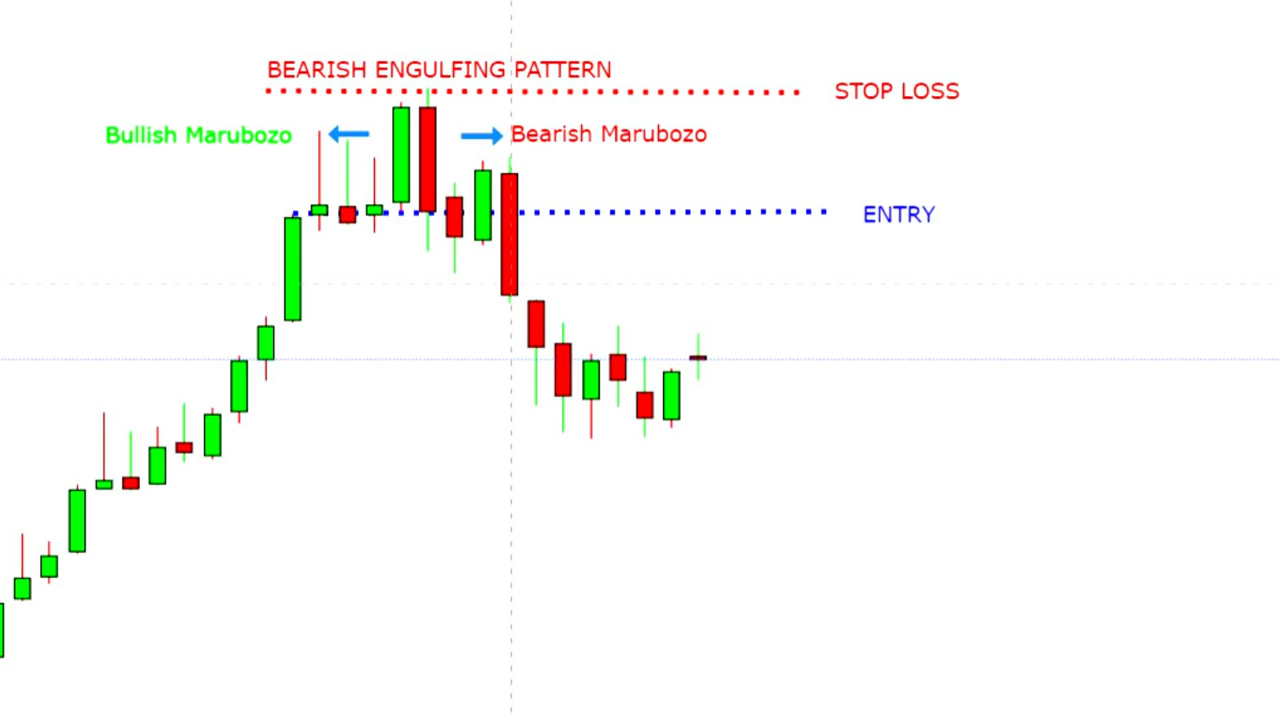 BEARISH ENGULFING PATTERN
STOP LOSS
Bullish Marubozo
Bearish Marubozo
ENTRY